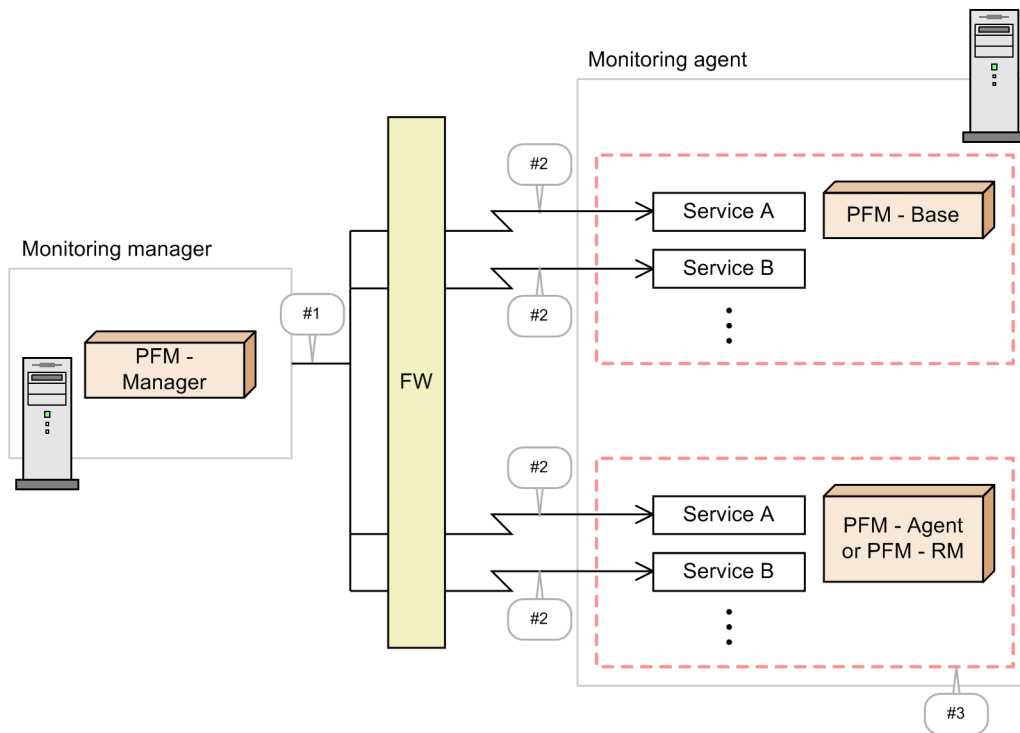 Monitoring agent
#2
Service A
PFM - Base
Service B
#2
Monitoring manager
#1
PFM -
Manager
FW
#2
Service A
PFM - Agent
or PFM - RM
Service B
#2
#3